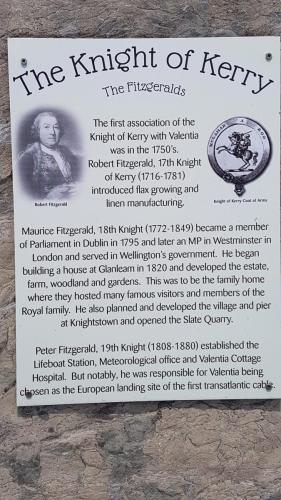 The Knight of Kerry
The Fitzgeralds
The first association of the
Knight of Kerry with Valentia
was in the 1750's.
Robert Fitzgerald, 17th Knight
of Kerry (1716-1781)
introduced flax growing and
linen manufacturing.
Robert Fitzgerald
Knight of Kerry Coat of Arms
Maurice Fitzgerald, 18th Knight (1772-1849) became a member
of Parliament in Dublin in 1795 and later an MP in Westminster in
London and served in Wellington's government. He began
building a house at Glanleam in 1820 and developed the estate,
farm, woodland and gardens. This was to be the family home
where they hosted many famous visitors and members of the
Royal family. He also planned and developed the village and pier
at Knightstown and opened the Slate Quarry.
Peter Fitzgerald, 19th Knight (1808-1880) established the
Lifeboat Station, Meteorological office and Valentia Cottage
Hospital. But notably, he was responsible for Valentia being
chosen as the European landing site of the first transatlantic cable.